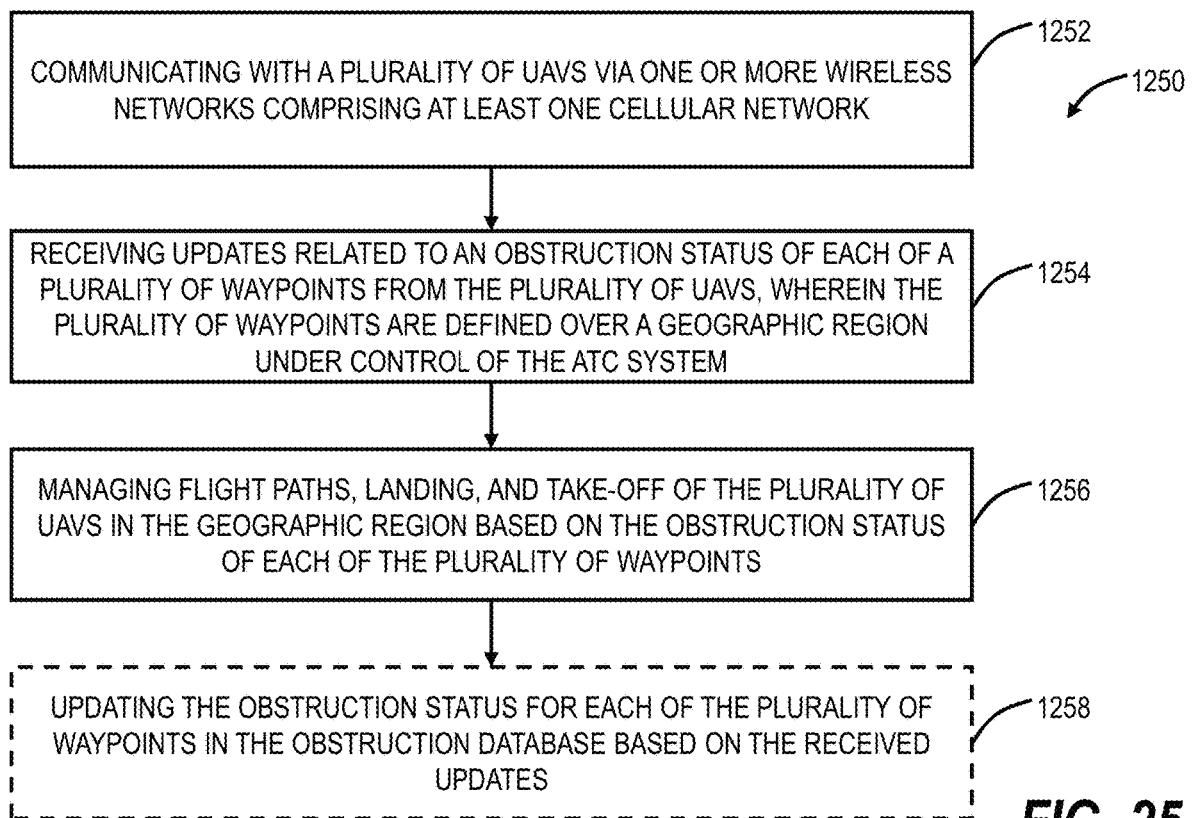 1252
COMMUNICATING WITH A PLURALITY OF UAVS VIA ONE OR MORE WIRELESS
NETWORKS COMPRISING AT LEAST ONE CELLULAR NETWORK
1250
RECEIVING UPDATES RELATED TO AN OBSTRUCTION STATUS OF EACH OF A
PLURALITY OF WAYPOINTS FROM THE PLURALITY OF UAVS, WHEREIN THE
PLURALITY OF WAYPOINTS ARE DEFINED OVER A GEOGRAPHIC REGION
UNDER CONTROL OF THE ATC SYSTEM
1254
MANAGING FLIGHT PATHS, LANDING, AND TAKE-OFF OF THE PLURALITY OF
UAVS IN THE GEOGRAPHIC REGION BASED ON THE OBSTRUCTION STATUS
OF EACH OF THE PLURALITY OF WAYPOINTS
1256
UPDATING THE OBSTRUCTION STATUS FOR EACH OF THE PLURALITY OF
WAYPOINTS IN THE OBSTRUCTION DATABASE BASED ON THE RECEIVED
UPDATES
1258
FIG. 25